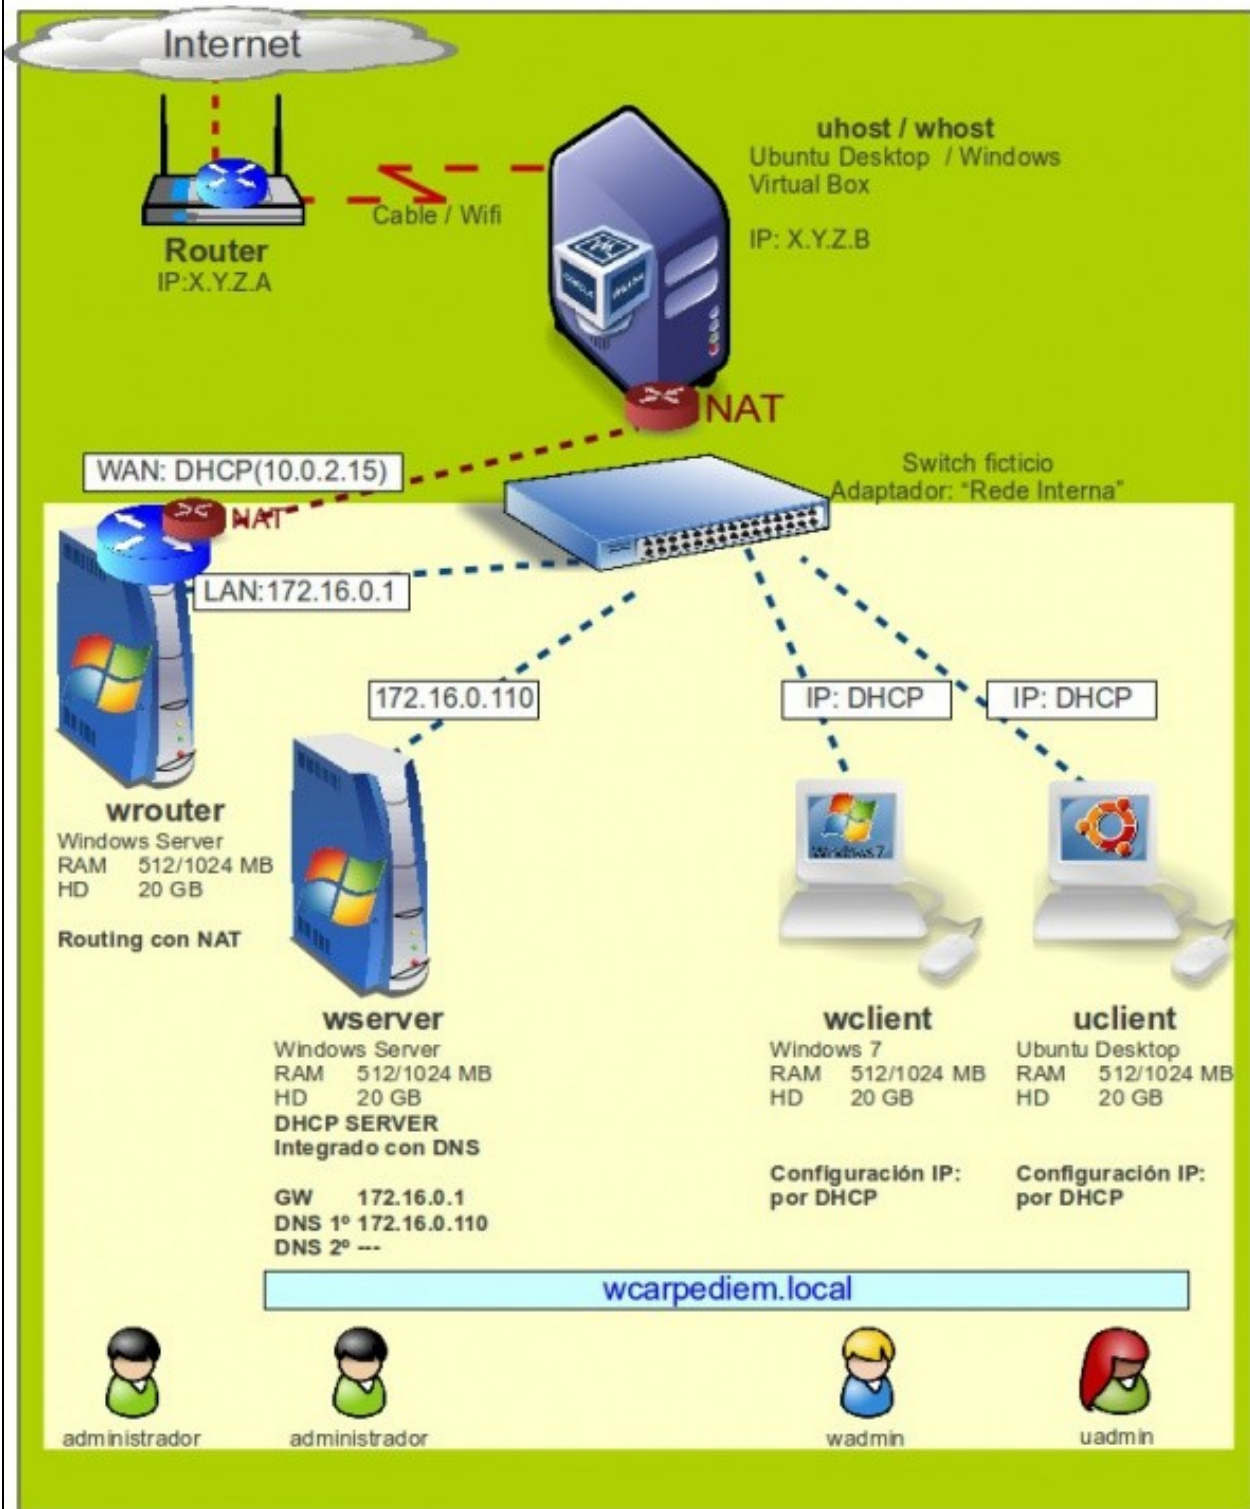 Internet
uhost / whost
Ubuntu Desktop / Windows
Virtual Box
IP: X.Y.Z.B
Cable / Wifi
Router
IP:X.Y.Z.A
NAT
WAN: DHCP(10.0.2.15)
Switch ficticio
Adaptador: “Rede Interna”
NAT
LAN:172.16.0.1
172.16.0.110
IP: DHCP
IP: DHCP
wrouter
Windows Server
RAM 512/1024 MB
HD 20 GB
Routing con NAT
Windows 7
wserver
Windows Server
RAM 512/1024 MB
HD 20 GB
DHCP SERVER
Integrado con DNS
GW 172.16.0.1
DNS 1º 172.16.0.110
DNS 2º ---
wclient
Windows 7
RAM 512/1024 MB
HD 20 GB
Configuración IP:
por DHCP
uclient
Ubuntu Desktop
RAM 512/1024 MB
HD 20 GB
Configuración IP:
por DHCP
wcarpediem.local
administrador
administrador
wadmin
uadmin